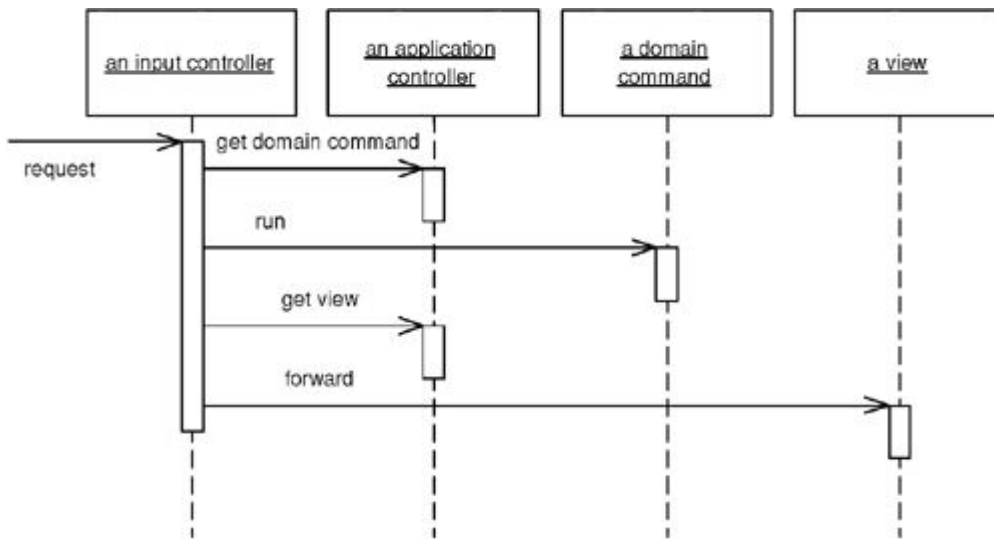 an input controller
an application
controller
a domain
command
a view
request
get domain command
run
get view
forward